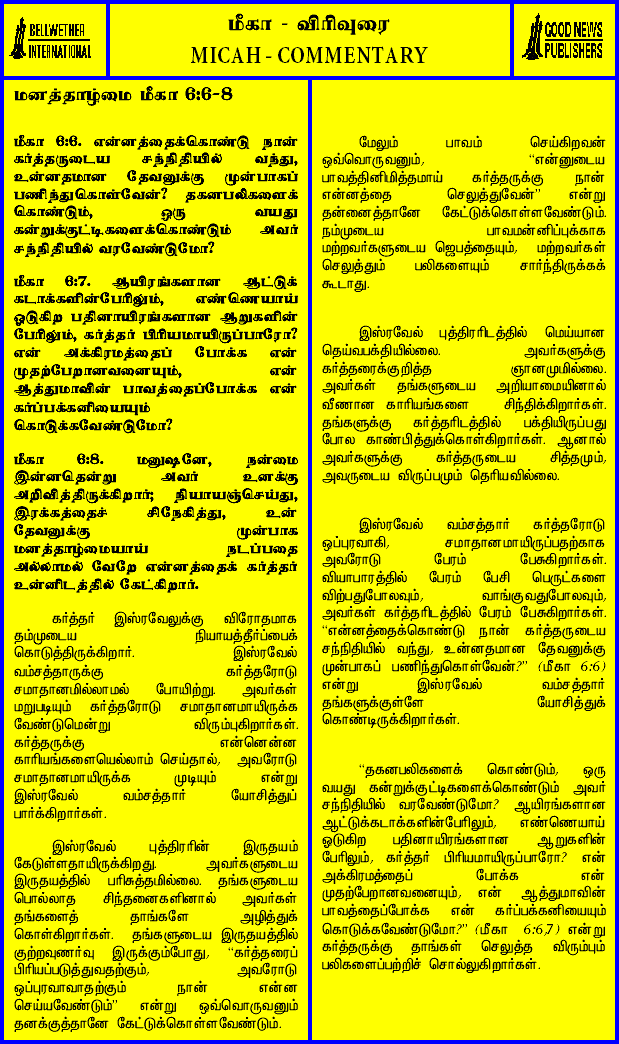 BELLWETHER
INTERNATIONAL
மீகா - விரிவுரை
MICAH - COMMENTARY
GOOD NEWS
PUBLISHERS
மனத்தாழ்மை மீகா 6:6-8
மீகா 6:6. என்னத்தைக்கொண்டு நான்
கர்த்தருடைய சந்நிதியில் வந்து,
உன்னதமான தேவனுக்கு முன்பாகப்
பணிந்துகொள்வேன்? தகனபலிகளைக்
கொண்டும், ஒரு வயது
கன்றுக்குட்டிகளைக்கொண்டும் அவர்
சந்நிதியில் வரவேண்டுமோ?
மீகா 6:7. ஆயிரங்களான ஆட்டுக்
கடாக்களின்பேரிலும், எண்ணெயாய்
ஓடுகிற பதினாயிரங்களான ஆறுகளின்
பேரிலும், கர்த்தர் பிரியமாயிருப்பாரோ?
என் அக்கிரமத்தைப் போக்க என்
முதற்பேறானவனையும், என்
ஆத்துமாவின் பாவத்தைப்போக்க என்
கர்ப்பக்கனியையும்
கொடுக்கவேண்டுமோ?
மீகா 6:8. மனுஷனே, நன்மை
இன்னதென்று அவர் உனக்கு
அறிவித்திருக்கிறார்; நியாயஞ்செய்து,
இரக்கத்தைச் சிநேகித்து, உன்
தேவனுக்கு முன்பாக
மனத்தாழ்மையாய் நடப்பதை
அல்லாமல் வேறே என்னத்தைக் கர்த்தர்
உன்னிடத்தில் கேட்கிறார்.
கர்த்தர் இஸ்ரவேலுக்கு விரோதமாக
தம்முடைய நியாயத்தீர்ப்பைக்
கொடுத்திருக்கிறார். இஸ்ரவேல்
வம்சத்தாருக்கு கர்த்தரோடு
சமாதானமில்லாமல் போயிற்று. அவர்கள்
மறுபடியும் கர்த்தரோடு சமாதானமாயிருக்க
வேண்டுமென்று விரும்புகிறார்கள்.
கர்த்தருக்கு என்னென்ன
காரியங்களையெல்லாம் செய்தால், அவரோடு
சமாதானமாயிருக்க முடியும் என்று
இஸ்ரவேல் வம்சத்தார் யோசித்துப்
பார்க்கிறார்கள்.
இஸ்ரவேல் புத்திரரின் இருதயம்
கேடுள்ளதாயிருக்கிறது. அவர்களுடைய
இருதயத்தில் பரிசுத்தமில்லை. தங்களுடைய
பொல்லாத சிந்தனைகளினால் அவர்கள்
தங்களைத் தாங்களே அழித்துக்
கொள்கிறார்கள். தங்களுடைய இருதயத்தில்
குற்றவுணர்வு இருக்கும்போது, “கர்த்தரைப்
பிரியப்படுத்துவதற்கும், அவரோடு
ஒப்புரவாவாதற்கும் நான் என்ன
செய்யவேண்டும்” என்று ஒவ்வொருவனும்
தனக்குத்தானே கேட்டுக்கொள்ளவேண்டும்.
மேலும் பாவம் செய்கிறவன்
ஒவ்வொருவனும், “என்னுடைய
பாவத்தினிமித்தமாய் கர்த்தருக்கு நான்
என்னத்தை செலுத்துவேன்” என்று
தன்னைத்தானே கேட்டுக்கொள்ளவேண்டும்.
நம்முடைய பாவமன்னிப்புக்காக
மற்றவர்களுடைய ஜெபத்தையும், மற்றவர்கள்
செலுத்தும் பலிகளையும் சார்ந்திருக்கக்
கூடாது.
இஸ்ரவேல் புத்திரரிடத்தில் மெய்யான
தெய்வபக்தியில்லை. அவர்களுக்கு
கர்த்தரைக்குறித்த ஞானமுமில்லை.
அவர்கள் தங்களுடைய அறியாமையினால்
வீணான காரியங்களை சிந்திக்கிறார்கள்.
தங்களுக்கு கர்த்தரிடத்தில் பக்தியிருப்பது
போல காண்பித்துக்கொள்கிறார்கள். ஆனால்
அவர்களுக்கு கர்த்தருடைய சித்தமும்,
அவருடைய விருப்பமும் தெரியவில்லை.
இஸ்ரவேல் வம்சத்தார் கர்த்தரோடு
ஒப்புரவாகி, சமாதானமாயிருப்பதற்காக
அவரோடு பேரம் பேசுகிறார்கள்.
வியாபாரத்தில் பேரம் பேசி பெருட்களை
விற்பதுபோலவும், வாங்குவதுபோலவும்,
அவர்கள் கர்த்தரிடத்தில் பேரம் பேசுகிறார்கள்.
“என்னத்தைக்கொண்டு நான் கர்த்தருடைய
சந்நிதியில் வந்து, உன்னதமான தேவனுக்கு
முன்பாகப் பணிந்துகொள்வேன்?” (மீகா 6:6)
என்று இஸ்ரவேல் வம்சத்தார்
தங்களுக்குள்ளே யோசித்துக்
கொண்டிருக்கிறார்கள்.
“தகனபலிகளைக் கொண்டும், ஒரு
வயது கன்றுக்குட்டிகளைக்கொண்டும் அவர்
சந்நிதியில் வரவேண்டுமோ? ஆயிரங்களான
ஆட்டுக்கடாக்களின்பேரிலும், எண்ணெயாய்
ஓடுகிற பதினாயிரங்களான ஆறுகளின்
பேரிலும், கர்த்தர் பிரியமாயிருப்பாரோ? என்
அக்கிரமத்தைப் போக்க என்
முதற்பேறானவனையும், என் ஆத்துமாவின்
பாவத்தைப்போக்க என் கர்ப்பக்கனியையும்
கொடுக்கவேண்டுமோ?” (மீகா 6:6,7) என்று
கர்த்தருக்கு தாங்கள் செலுத்த விரும்பும்
பலிகளைப்பற்றிச் சொல்லுகிறார்கள்.